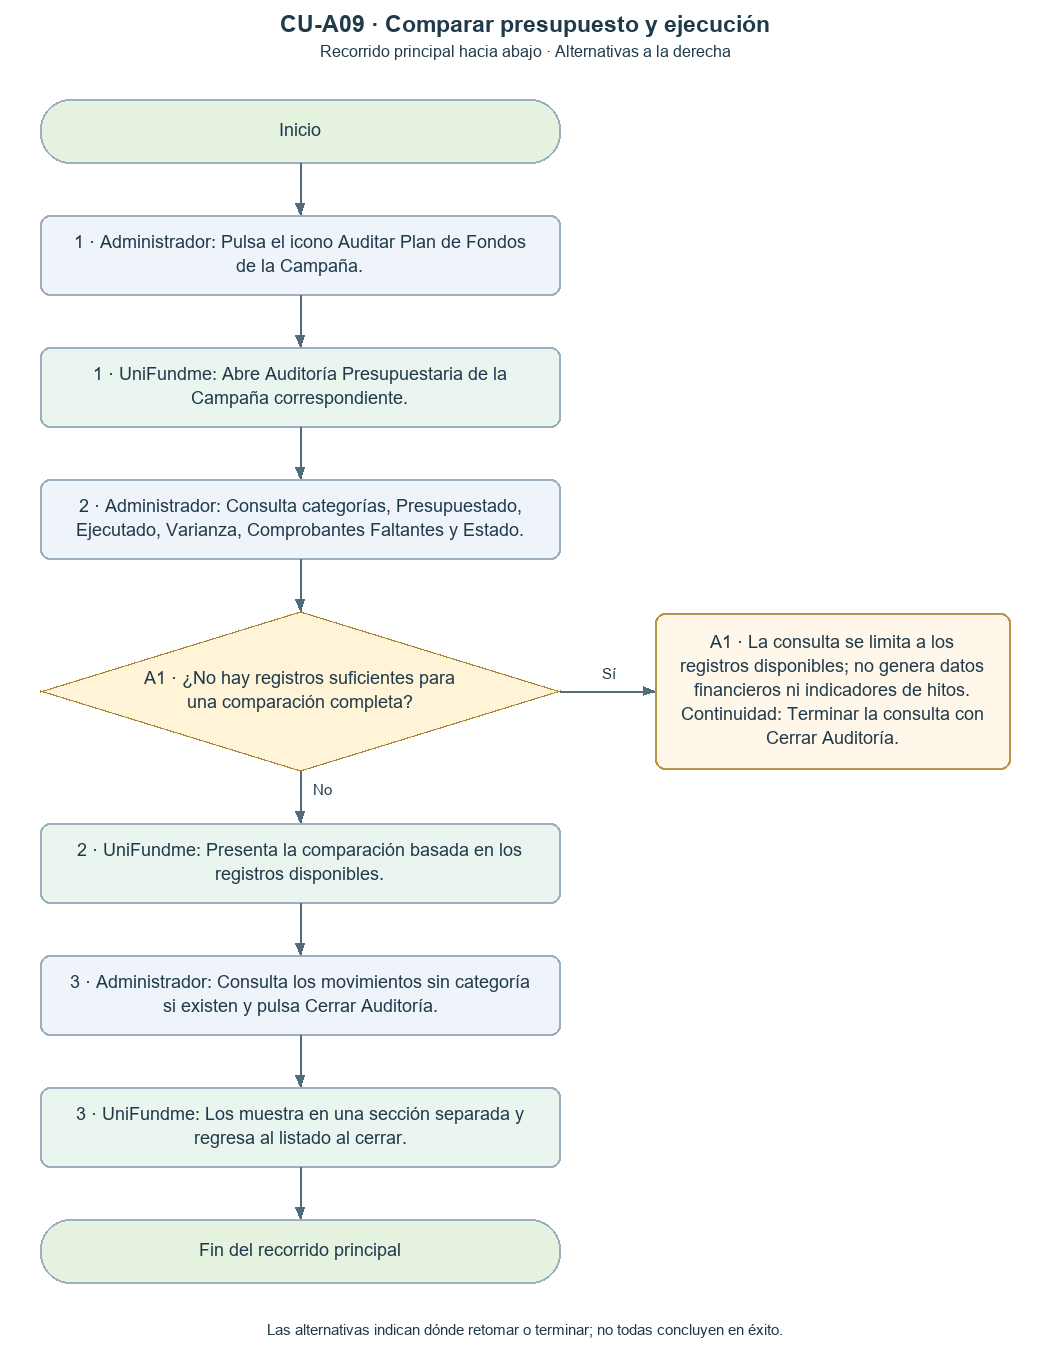 CU-A09 · Comparar presupuesto y ejecución
Recorrido principal hacia abajo · Alternativas a la derecha
Inicio
1 · Administrador: Pulsa el icono Auditar Plan de Fondos
de la Campaña.
1 · UniFundme: Abre Auditoría Presupuestaria de la
Campaña correspondiente.
2 · Administrador: Consulta categorías, Presupuestado,
Ejecutado, Varianza, Comprobantes Faltantes y Estado.
A1 · ¿No hay registros suficientes para
una comparación completa?
Sí
A1 · La consulta se limita a los
registros disponibles; no genera datos
financieros ni indicadores de hitos.
Continuidad: Terminar la consulta con
Cerrar Auditoría.
No
2 · UniFundme: Presenta la comparación basada en los
registros disponibles.
3 · Administrador: Consulta los movimientos sin categoría
si existen y pulsa Cerrar Auditoría.
3 · UniFundme: Los muestra en una sección separada y
regresa al listado al cerrar.
Fin del recorrido principal
Las alternativas indican dónde retomar o terminar; no todas concluyen en éxito.